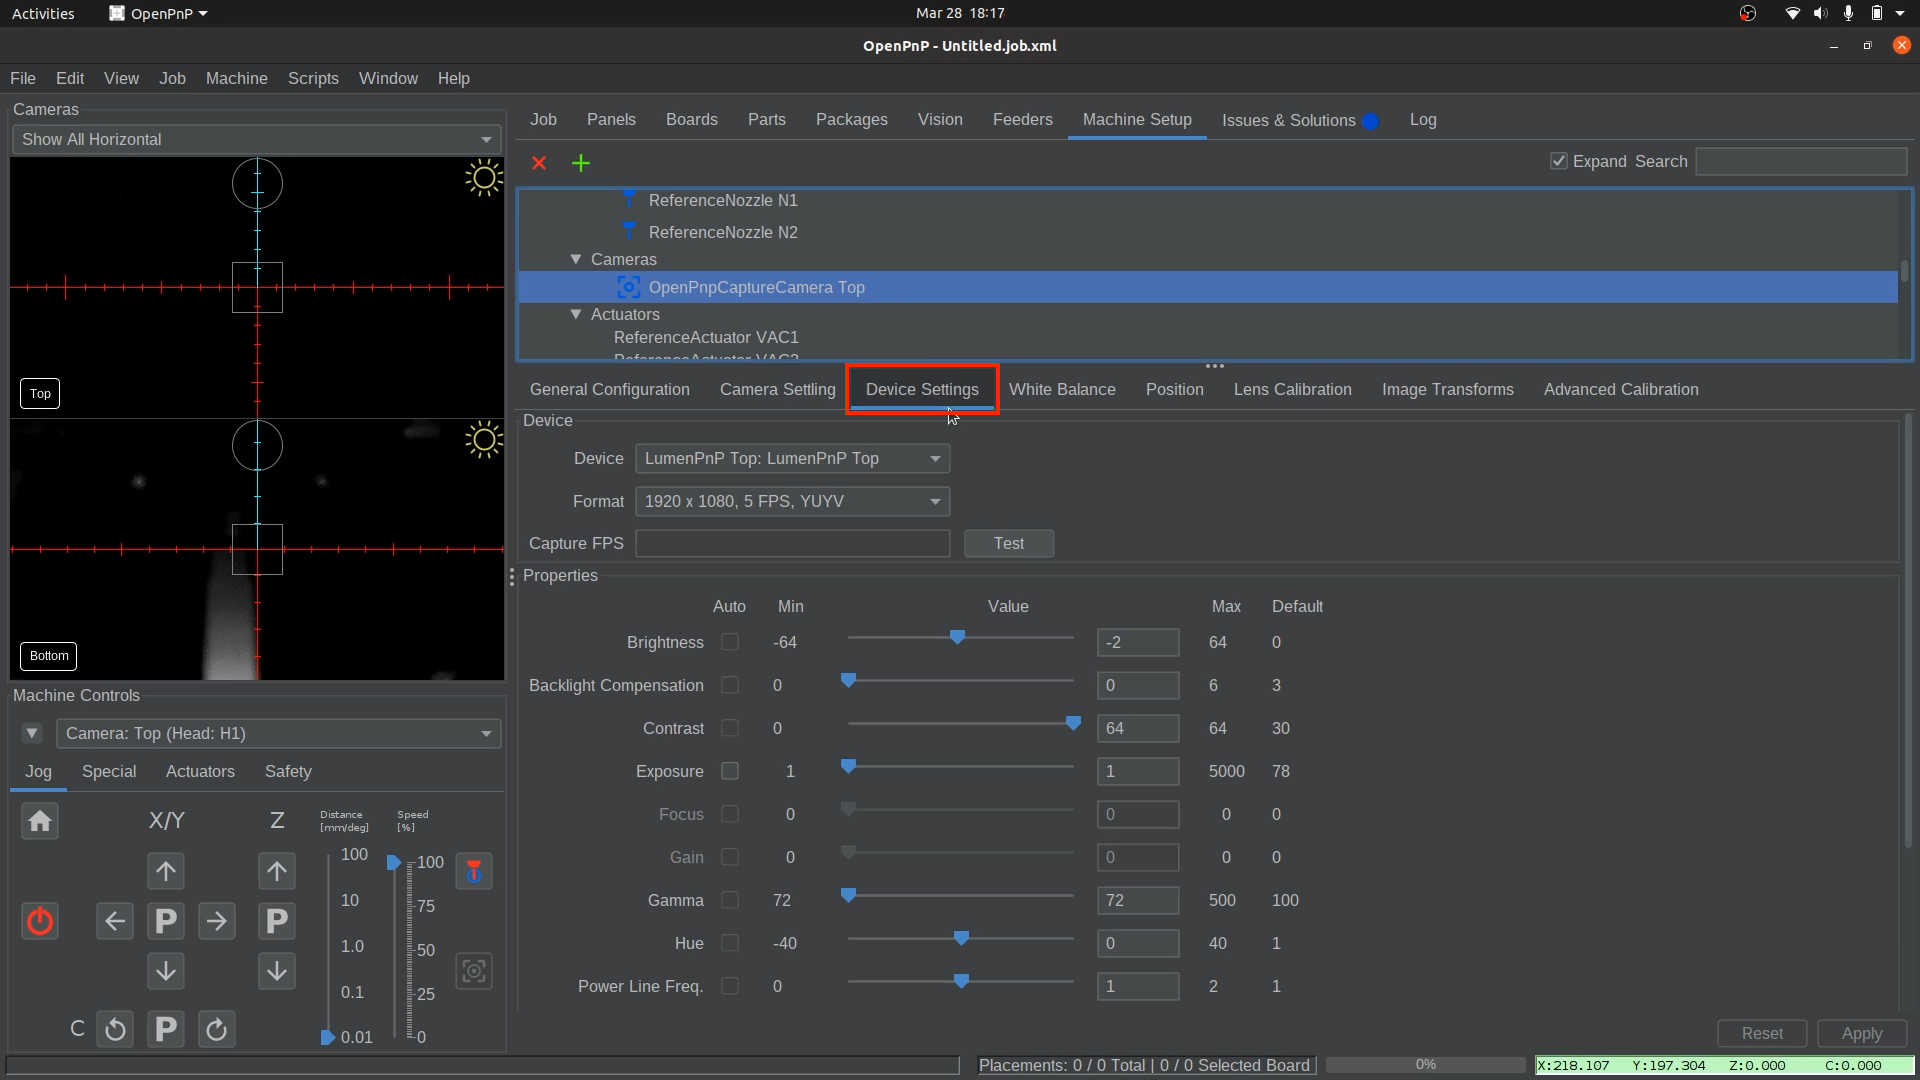 Activities OpenPnP Mar 28 18:17
OpenPnP - Untitled.job.xml
File Edit View Job Machine Scripts Window Help
Cameras
Show All Horizontal
Top
Bottom
Machine Controls
Camera: Top (Head: H1)
Jog Special Actuators Safety
X/Y Z Distance [mm/deg] Speed [%]
100 100
10 75
P P
1.0 50
0.1 25
C P 0.01 0
Job Panels Boards Parts Packages Vision Feeders Machine Setup Issues & Solutions Log
Expand Search
ReferenceNozzle N1
ReferenceNozzle N2
Cameras
OpenPnpCaptureCamera Top
Actuators
ReferenceActuator VAC1
ReferenceActuator VAC2
General Configuration Camera Settling Device Settings White Balance Position Lens Calibration Image Transforms Advanced Calibration
Device
Device LumenPnP Top: LumenPnP Top
Format 1920 x 1080, 5 FPS, YUYV
Capture FPS Test
Properties
Auto Min Value Max Default
Brightness -64 -2 64 0
Backlight Compensation 0 0 6 3
Contrast 0 64 64 30
Exposure 1 1 5000 78
Focus 0 0 0 0
Gain 0 0 0 0
Gamma 72 72 500 100
Hue -40 0 40 1
Power Line Freq. 0 1 2 1
Reset Apply
Placements: 0 / 0 Total | 0 / 0 Selected Board 0% X:218.107 Y:197.304 Z:0.000 C:0.000